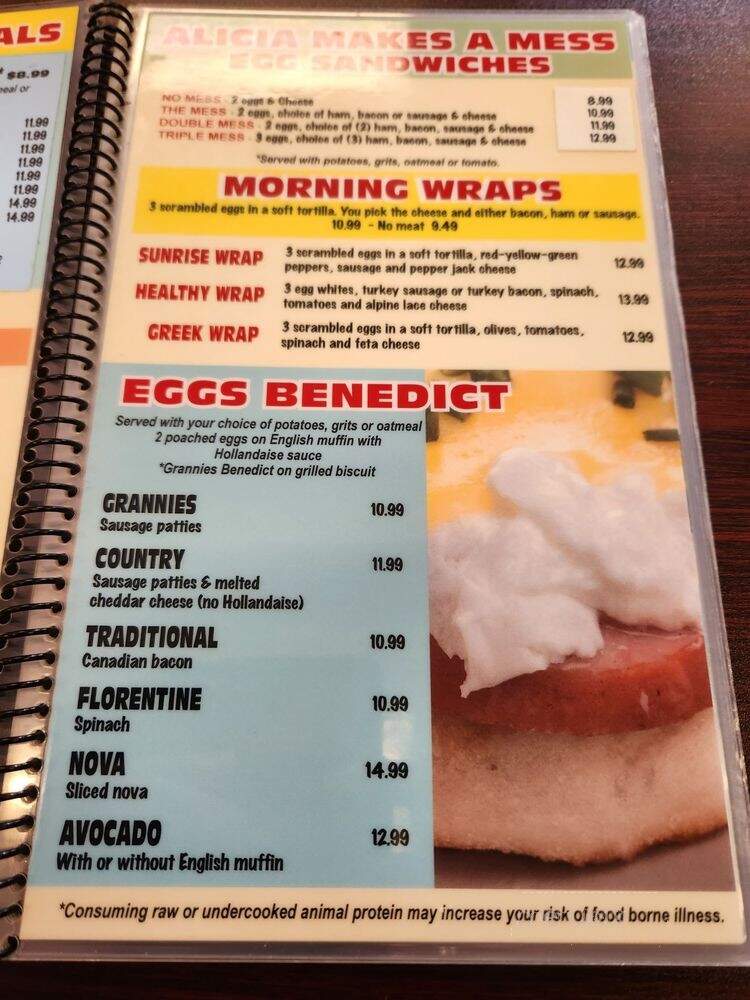 ALS
$8.99
eal or
11.99
11.99
11.99
11.99
11.99
11.99
14.99
14.99
ALICIA MAKES A MESS
EGG SANDWICHES
NO MESS - 2 eggs & Cheese 8.99
THE MESS - 2 eggs, choice of ham, bacon or sausage & cheese 10.99
DOUBLE MESS - 2 eggs, choice of (2) ham, bacon, sausage & cheese 11.99
TRIPLE MESS - 3 eggs, choice of (3) ham, bacon, sausage & cheese 12.99
*Served with potatoes, grits, oatmeal or tomato.
MORNING WRAPS
3 scrambled eggs in a soft tortilla. You pick the cheese and either bacon, ham or sausage.
10.99 - No meat 9.49
SUNRISE WRAP 3 scrambled eggs in a soft tortilla, red-yellow-green
peppers, sausage and pepper jack cheese 12.99
HEALTHY WRAP 3 egg whites, turkey sausage or turkey bacon, spinach,
tomatoes and alpine lace cheese 13.99
GREEK WRAP 3 scrambled eggs in a soft tortilla, olives, tomatoes,
spinach and feta cheese 12.99
EGGS BENEDICT
Served with your choice of potatoes, grits or oatmeal
2 poached eggs on English muffin with
Hollandaise sauce
*Grannies Benedict on grilled biscuit
GRANNIES 10.99
Sausage patties
COUNTRY 11.99
Sausage patties & melted
cheddar cheese (no Hollandaise)
TRADITIONAL 10.99
Canadian bacon
FLORENTINE 10.99
Spinach
NOVA 14.99
Sliced nova
AVOCADO 12.99
With or without English muffin
*Consuming raw or undercooked animal protein may increase your risk of food borne illness.